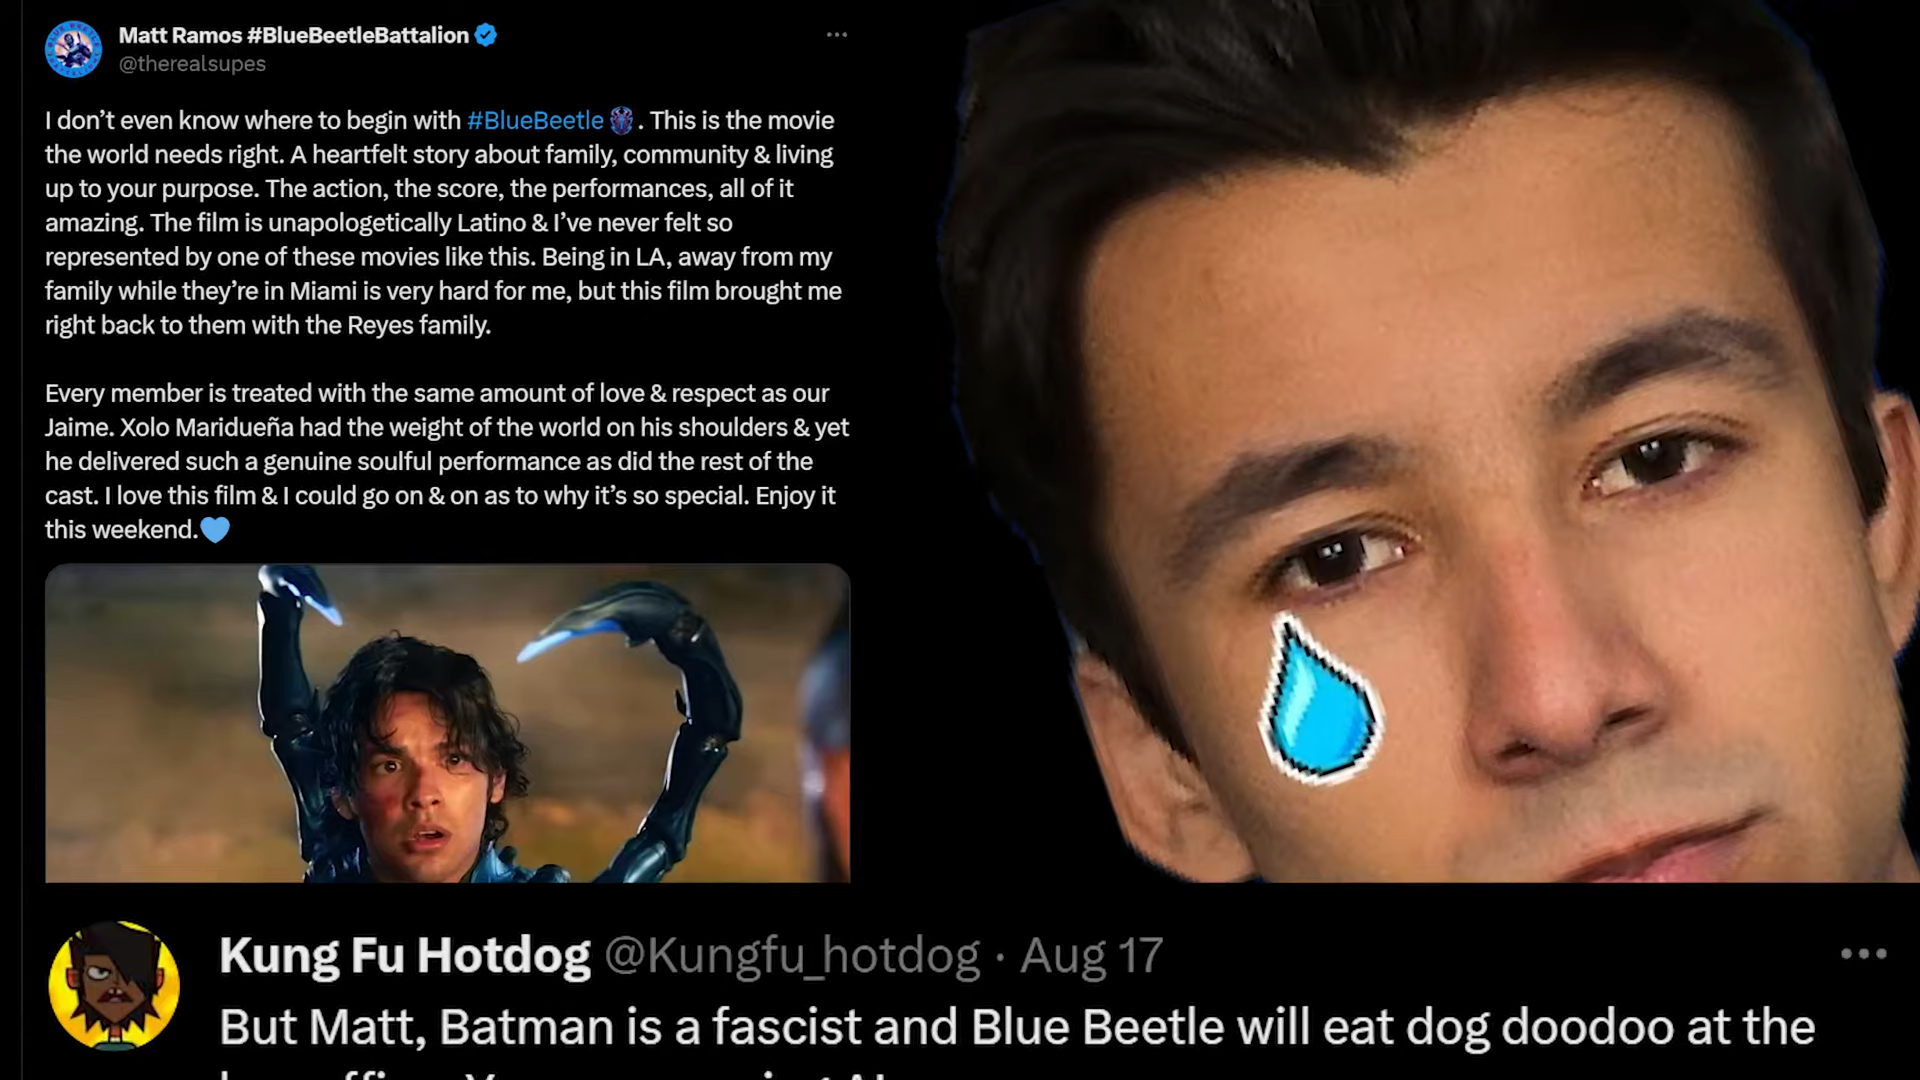 Matt Ramos #BlueBeetleBattalion
@therealsupes
I don’t even know where to begin with #BlueBeetle. This is the movie
the world needs right. A heartfelt story about family, community & living
up to your purpose. The action, the score, the performances, all of it
amazing. The film is unapologetically Latino & I’ve never felt so
represented by one of these movies like this. Being in LA, away from my
family while they’re in Miami is very hard for me, but this film brought me
right back to them with the Reyes family.
Every member is treated with the same amount of love & respect as our
Jaime. Xolo Maridueña had the weight of the world on his shoulders & yet
he delivered such a genuine soulful performance as did the rest of the
cast. I love this film & I could go on & on as to why it’s so special. Enjoy it
this weekend.💙
Kung Fu Hotdog @Kungfu_hotdog · Aug 17
But Matt, Batman is a fascist and Blue Beetle will eat dog doodoo at the